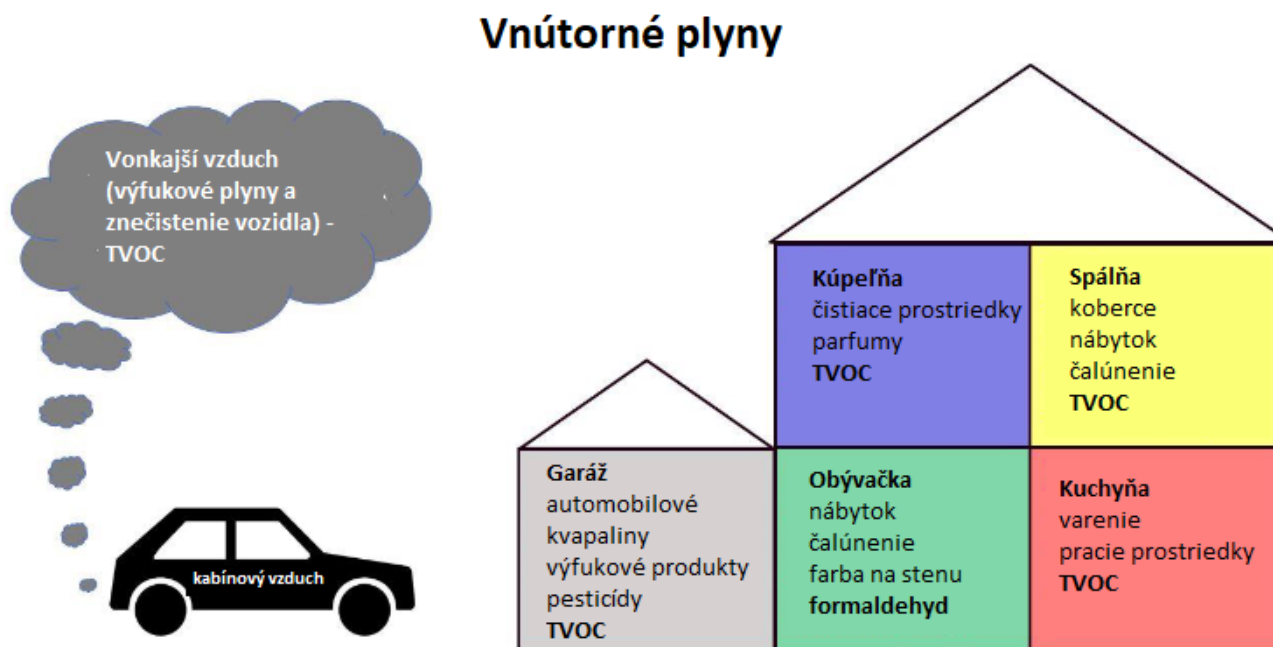 Vnútorné plyny
Vonkajší vzduch
(výfukové plyny a
znečistenie vozidla) -
TVOC
kabínový vzduch
Kúpeľňa
čistiace prostriedky
parfumy
TVOC
Spálňa
koberce
nábytok
čalúnenie
TVOC
Garáž
automobilové
kvapaliny
výfukové produkty
pesticídy
TVOC
Obývačka
nábytok
čalúnenie
farba na stenu
formaldehyd
Kuchyňa
varenie
pracie prostriedky
TVOC